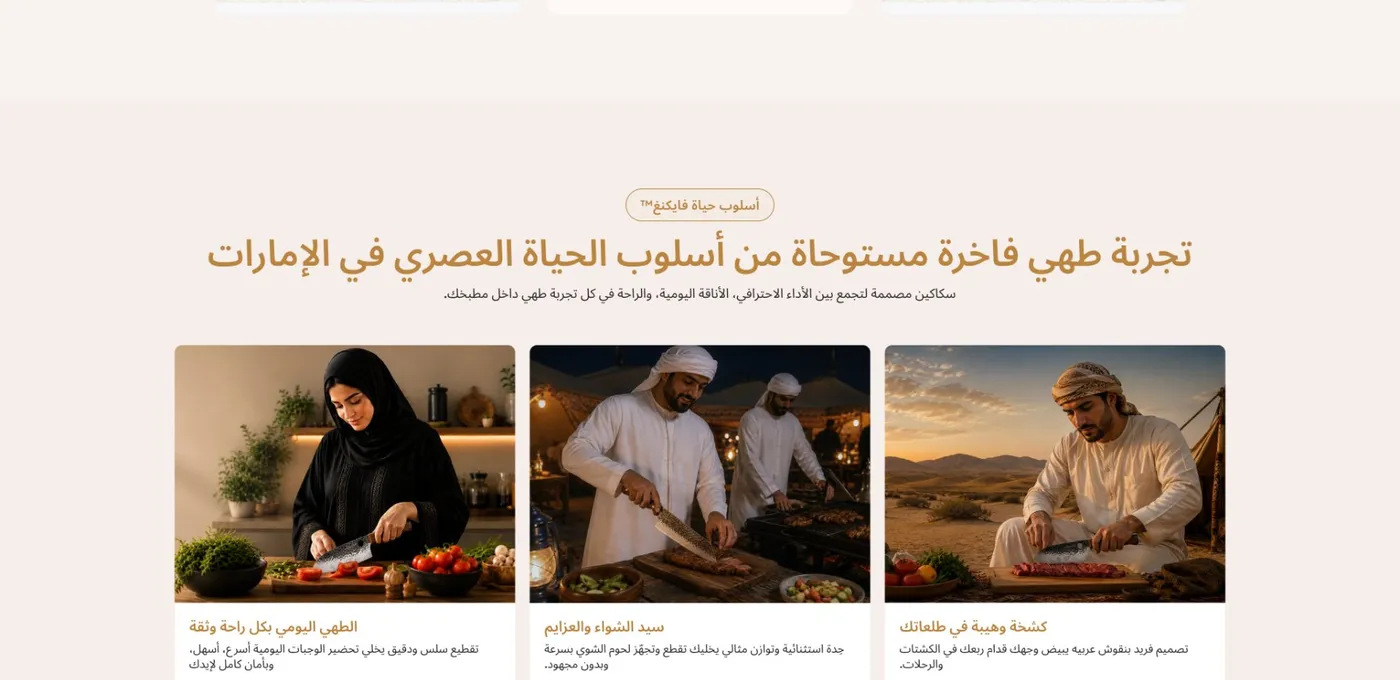 أسلوب حياة فايكنغ™
تجربة طهي فاخرة مستوحاة من أسلوب الحياة العصري في الإمارات
سكاكين مصممة لتجمع بين الأداء الاحترافي، الأناقة اليومية، والراحة في كل تجربة طهي داخل مطبخك.
كشخة وهيبة في طلعاتك
تصميم فريد بنقوش عربيه يبيض وجهك قدام ربعك في الكشتات
والرحلات.
سيد الشواء والعزايم
حدة استثنائية وتوازن مثالي يخليك تقطع وتجهّز لحوم الشوي بسرعة
وبدون مجهود.
الطهي اليومي بكل راحة وثقة
تقطيع سلس ودقيق يخلي تحضير الوجبات اليومية أسرع، أسهل،
وبأمان كامل لإيدك